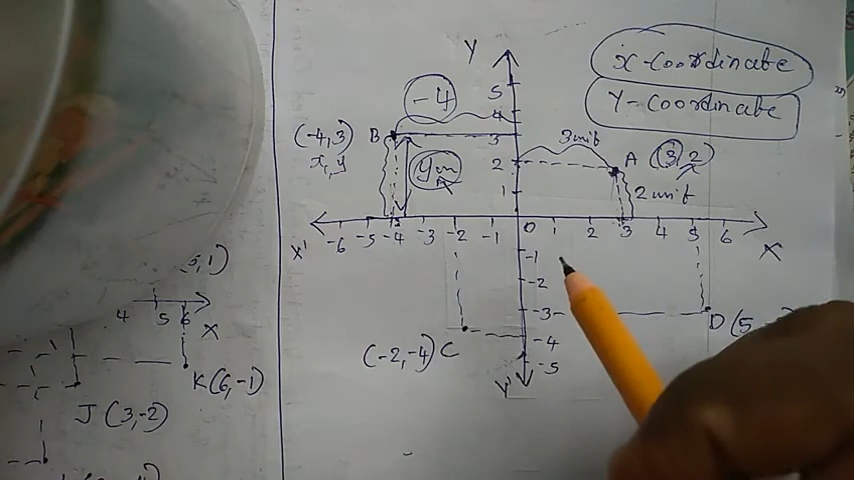 x-coordinate
Y-coordinate
Y
5
-4
4
(-4,3)
B
3
3 unit
x,y
2
A (3,2)
1
2 unit
X' -6 -5 -4 -3 -2 -1 0 1 2 3 4 5 6 X
-1
-2
-3
D (5
(-2,-4) C
-4
-5
Y'
5,1)
4 5 6
X
K(6,-1)
J (3,-2)